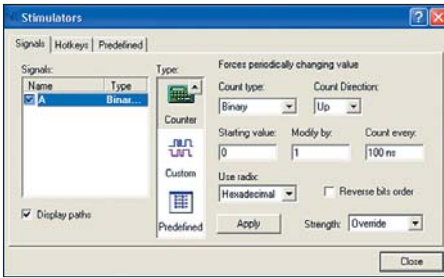 Stimulators
Signals Hotkeys Predefined
Signals:
Name Type
A Binar...
Display paths
Type:
Counter
Custom
Predefined
Forces periodically changing value
Count type: Count Direction:
Binary Up
Starting value: Modify by: Count every:
0 1 100 ns
Use radix:
Hexadecimal Reverse bits order
Apply Strength: Override
Close